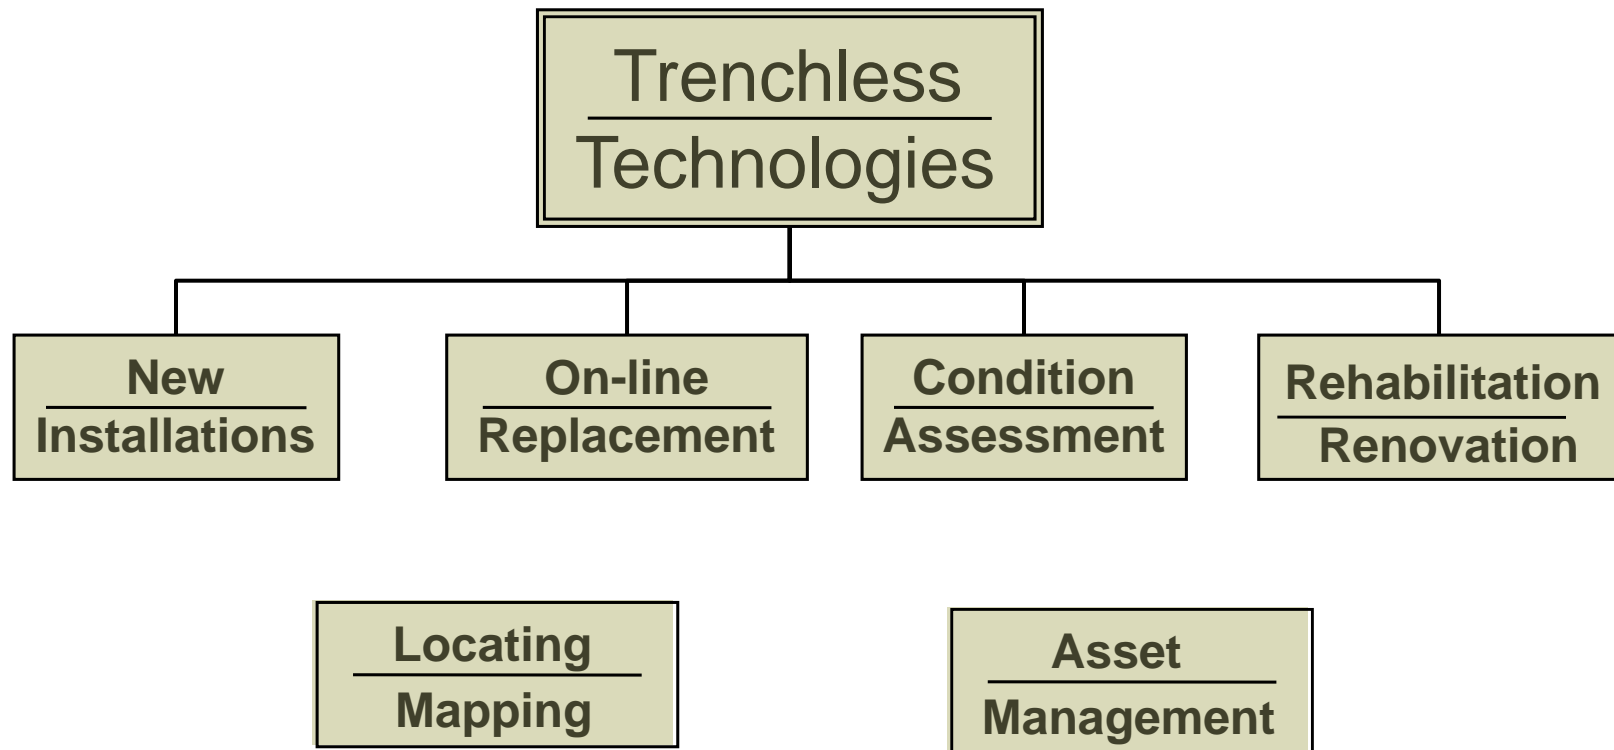 Trenchless
Technologies
New
Installations
On-line
Replacement
Condition
Assessment
Rehabilitation
Renovation
Locating
Mapping
Asset
Management